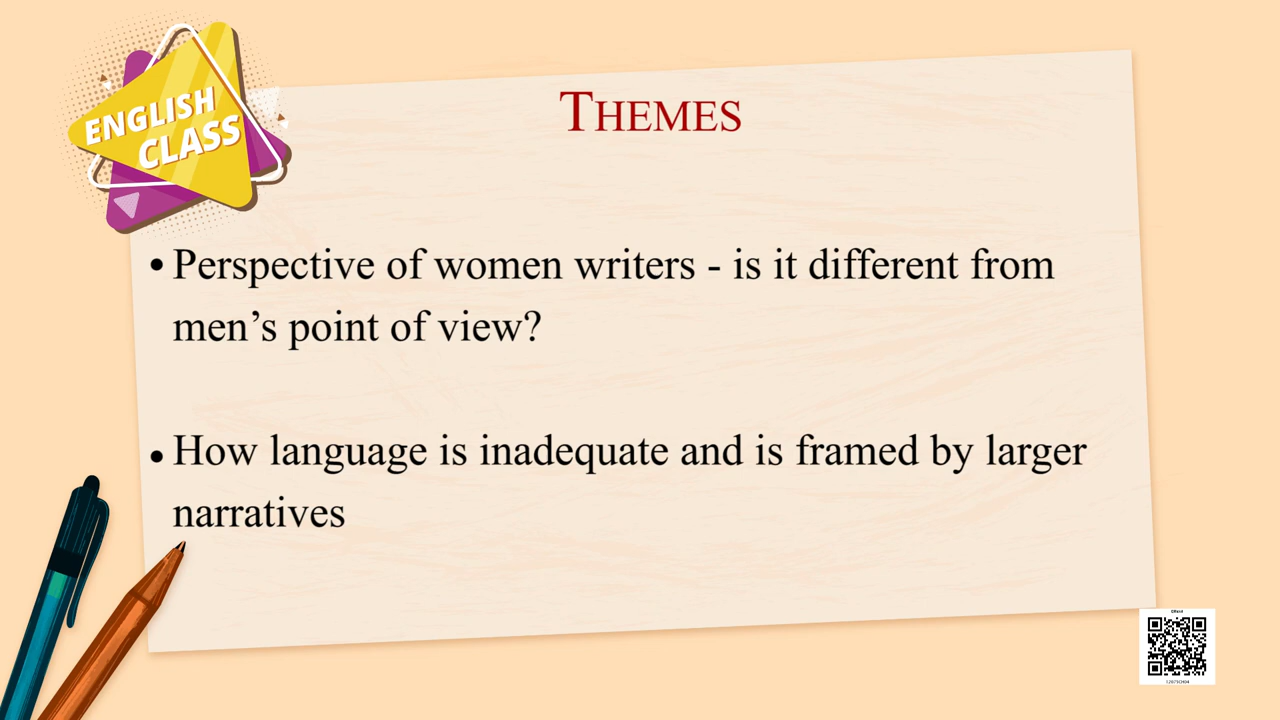 ENGLISH
CLASS
THEMES
• Perspective of women writers - is it different from
men’s point of view?
• How language is inadequate and is framed by larger
narratives